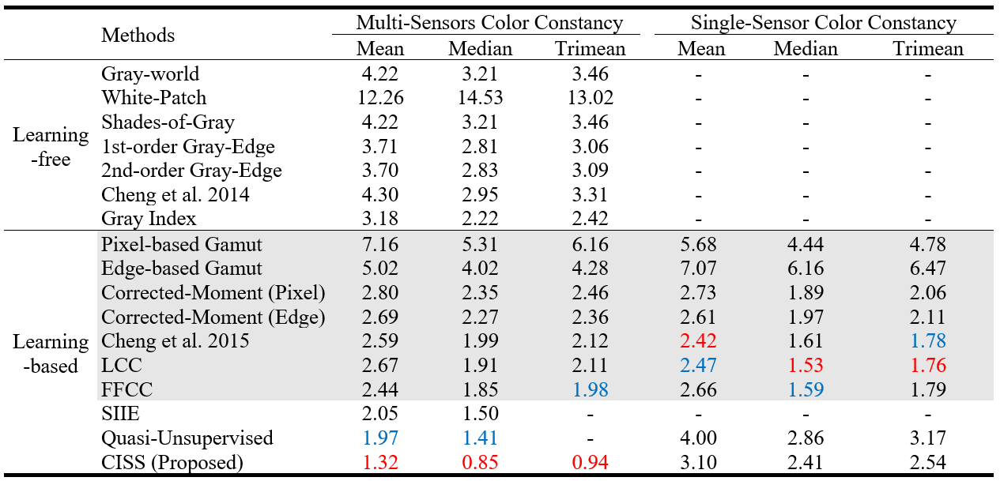 Methods Multi-Sensors Color Constancy Single-Sensor Color Constancy
Mean Median Trimean Mean Median Trimean
Learning
-free
Gray-world 4.22 3.21 3.46 - - -
White-Patch 12.26 14.53 13.02 - - -
Shades-of-Gray 4.22 3.21 3.46 - - -
1st-order Gray-Edge 3.71 2.81 3.06 - - -
2nd-order Gray-Edge 3.70 2.83 3.09 - - -
Cheng et al. 2014 4.30 2.95 3.31 - - -
Gray Index 3.18 2.22 2.42 - - -
Learning
-based
Pixel-based Gamut 7.16 5.31 6.16 5.68 4.44 4.78
Edge-based Gamut 5.02 4.02 4.28 7.07 6.16 6.47
Corrected-Moment (Pixel) 2.80 2.35 2.46 2.73 1.89 2.06
Corrected-Moment (Edge) 2.69 2.27 2.36 2.61 1.97 2.11
Cheng et al. 2015 2.59 1.99 2.12 2.42 1.61 1.78
LCC 2.67 1.91 2.11 2.47 1.53 1.76
FFCC 2.44 1.85 1.98 2.66 1.59 1.79
SIIE 2.05 1.50 - - - -
Quasi-Unsupervised 1.97 1.41 - 4.00 2.86 3.17
CISS (Proposed) 1.32 0.85 0.94 3.10 2.41 2.54